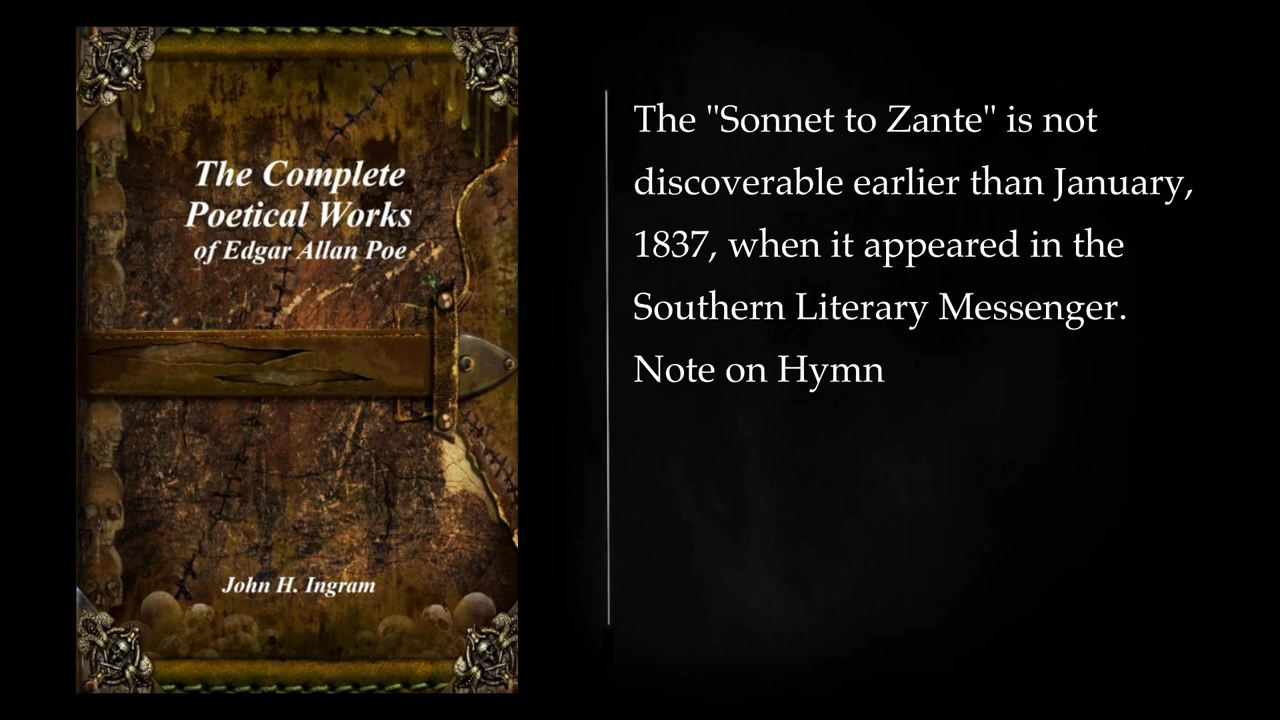 The Complete
Poetical Works
of Edgar Allan Poe
John H. Ingram
The "Sonnet to Zante" is not
discoverable earlier than January,
1837, when it appeared in the
Southern Literary Messenger.
Note on Hymn